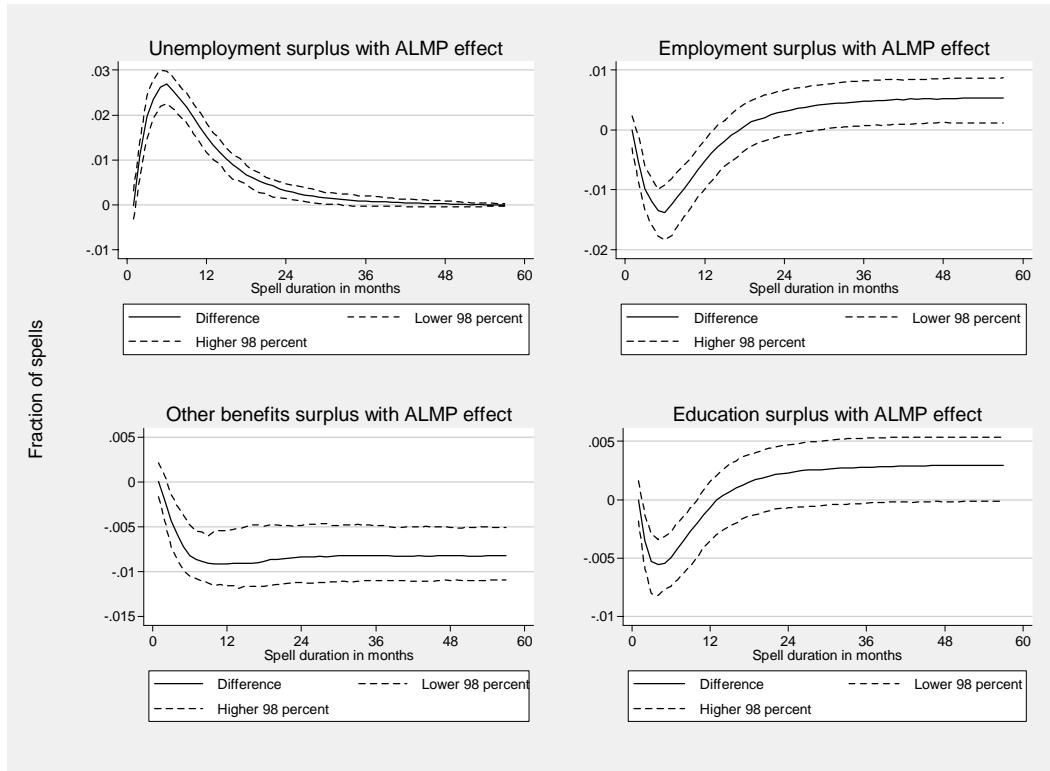 Fraction of spells
Unemployment surplus with ALMP effect
.03
.02
.01
0
-.01
0 12 24 36 48 60
Spell duration in months
Difference Lower 98 percent
Higher 98 percent
Employment surplus with ALMP effect
.01
0
-.01
-.02
0 12 24 36 48 60
Spell duration in months
Difference Lower 98 percent
Higher 98 percent
Other benefits surplus with ALMP effect
.005
0
-.005
-.01
-.015
0 12 24 36 48 60
Spell duration in months
Difference Lower 98 percent
Higher 98 percent
Education surplus with ALMP effect
.005
0
-.005
-.01
0 12 24 36 48 60
Spell duration in months
Difference Lower 98 percent
Higher 98 percent